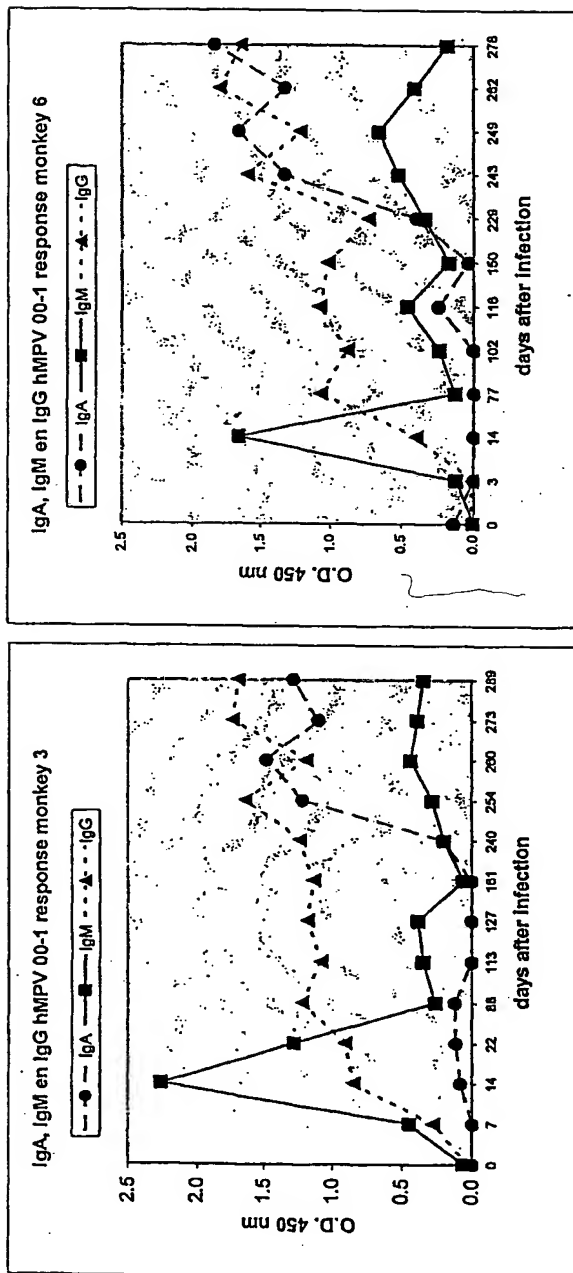 IgA, IgM en IgG hMPV 00-1 response monkey 3
IgA IgM IgG
2.5
2.0
1.5
1.0
0.5
0.0
O.D. 450 nm
0 7 14 22 88 113 127 161 240 254 260 273 289
days after infection
IgA, IgM en IgG hMPV 00-1 response monkey 6
IgA IgM IgG
2.5
2.0
1.5
1.0
0.5
0.0
O.D. 450 nm
0 3 14 77 102 116 150 229 243 249 262 278
days after infection